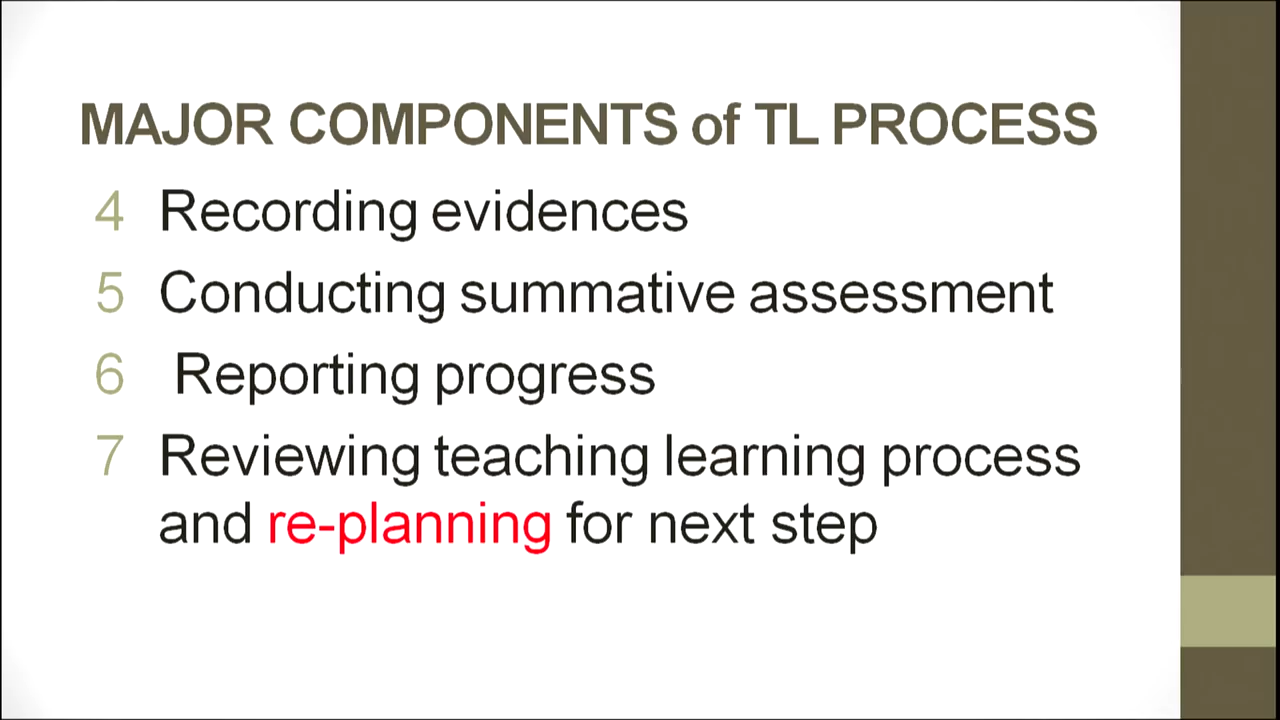 MAJOR COMPONENTS of TL PROCESS
4 Recording evidences
5 Conducting summative assessment
6 Reporting progress
7 Reviewing teaching learning process
and re-planning for next step